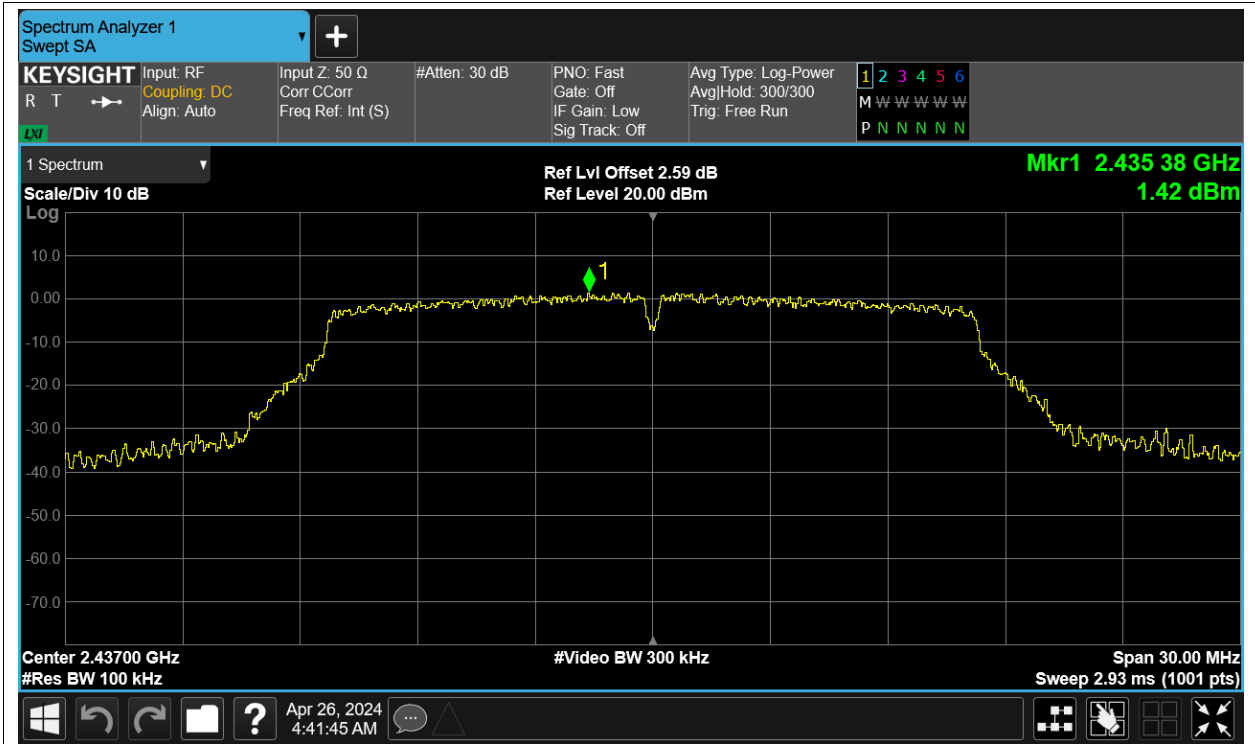 Spectrum Analyzer 1
Swept SA
KEYSIGHT
R T
LXI
Input: RF
Coupling: DC
Align: Auto
Input Z: 50 Ω
Corr CCorr
Freq Ref: Int (S)
#Atten: 30 dB
PNO: Fast
Gate: Off
IF Gain: Low
Sig Track: Off
Avg Type: Log-Power
Avg|Hold: 300/300
Trig: Free Run
1 2 3 4 5 6
M W W W W W
P N N N N N
1 Spectrum
Scale/Div 10 dB
Log
Ref Lvl Offset 2.59 dB
Ref Level 20.00 dBm
Mkr1 2.435 38 GHz
1.42 dBm
1
10.0
0.00
-10.0
-20.0
-30.0
-40.0
-50.0
-60.0
-70.0
Center 2.43700 GHz
#Res BW 100 kHz
#Video BW 300 kHz
Span 30.00 MHz
Sweep 2.93 ms (1001 pts)
?
Apr 26, 2024
4:41:45 AM